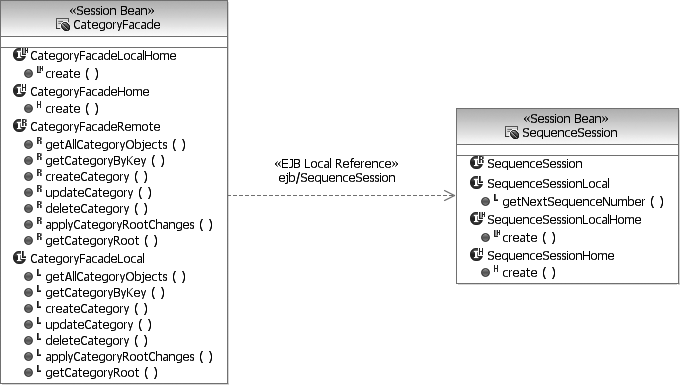 «Session Bean»
CategoryFacade
CategoryFacadeLocalHome
create ( )
CategoryFacadeHome
create ( )
CategoryFacadeRemote
getAllCategoryObjects ( )
getCategoryByKey ( )
createCategory ( )
updateCategory ( )
deleteCategory ( )
applyCategoryRootChanges ( )
getCategoryRoot ( )
CategoryFacadeLocal
getAllCategoryObjects ( )
getCategoryByKey ( )
createCategory ( )
updateCategory ( )
deleteCategory ( )
applyCategoryRootChanges ( )
getCategoryRoot ( )
«EJB Local Reference»
ejb/SequenceSession
«Session Bean»
SequenceSession
SequenceSession
SequenceSessionLocal
getNextSequenceNumber ( )
SequenceSessionLocalHome
create ( )
SequenceSessionHome
create ( )